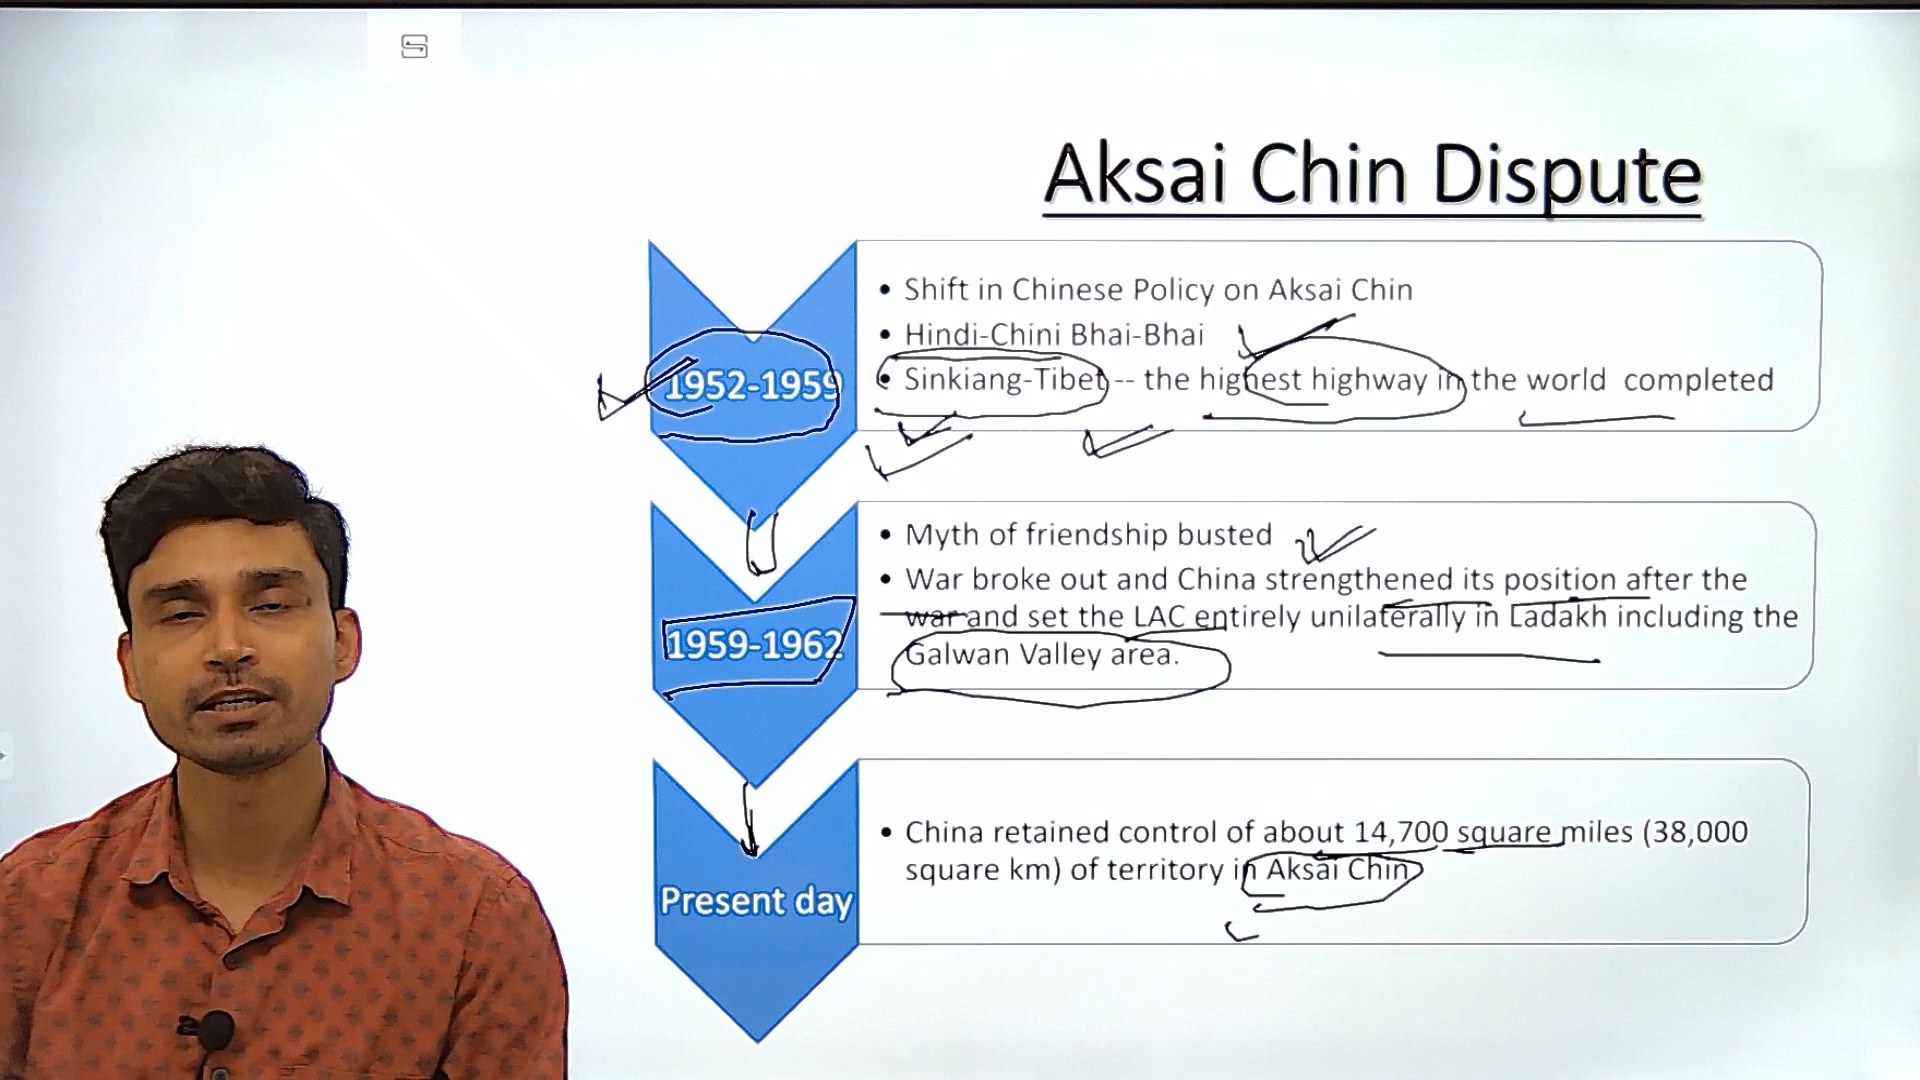 Aksai Chin Dispute
1952-1959
• Shift in Chinese Policy on Aksai Chin
• Hindi-Chini Bhai-Bhai
• Sinkiang-Tibet -- the highest highway in the world completed
1959-1962
• Myth of friendship busted
• War broke out and China strengthened its position after the
war and set the LAC entirely unilaterally in Ladakh including the
Galwan Valley area.
Present day
• China retained control of about 14,700 square miles (38,000
square km) of territory in Aksai Chin